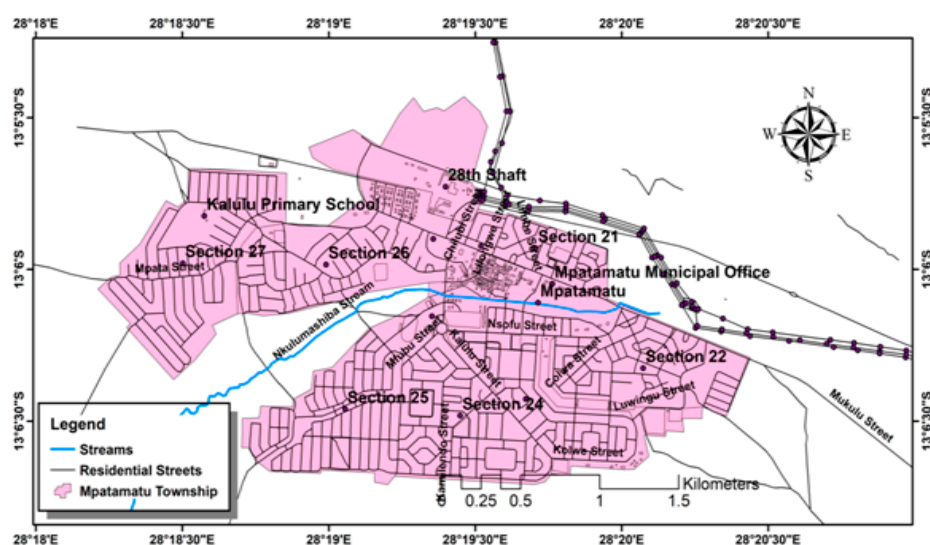 28°18'E 28°18'30"E 28°19'E 28°19'30"E 28°20'E 28°20'30"E
13°5'30"S 13°5'30"S
N
W E
S
28th Shaft
Kalulu Primary School
Section 21
Section 27 Section 26
Mpata Street
13°6'S 13°6'S
Mpatamatu Municipal Office
Mpatamatu
Nkulumashiba Stream
Nsofu Street
Kalulu Street
Section 22
Section 25
Section 24
Luwingu Street
Mukulu Street
13°6'30"S 13°6'30"S
Kolwe Street
Kamilendo Street
Legend
Streams
Residential Streets
Mpatamatu Township
Kilometers
0 0.25 0.5 1 1.5
28°18'E 28°18'30"E 28°19'E 28°19'30"E 28°20'E 28°20'30"E